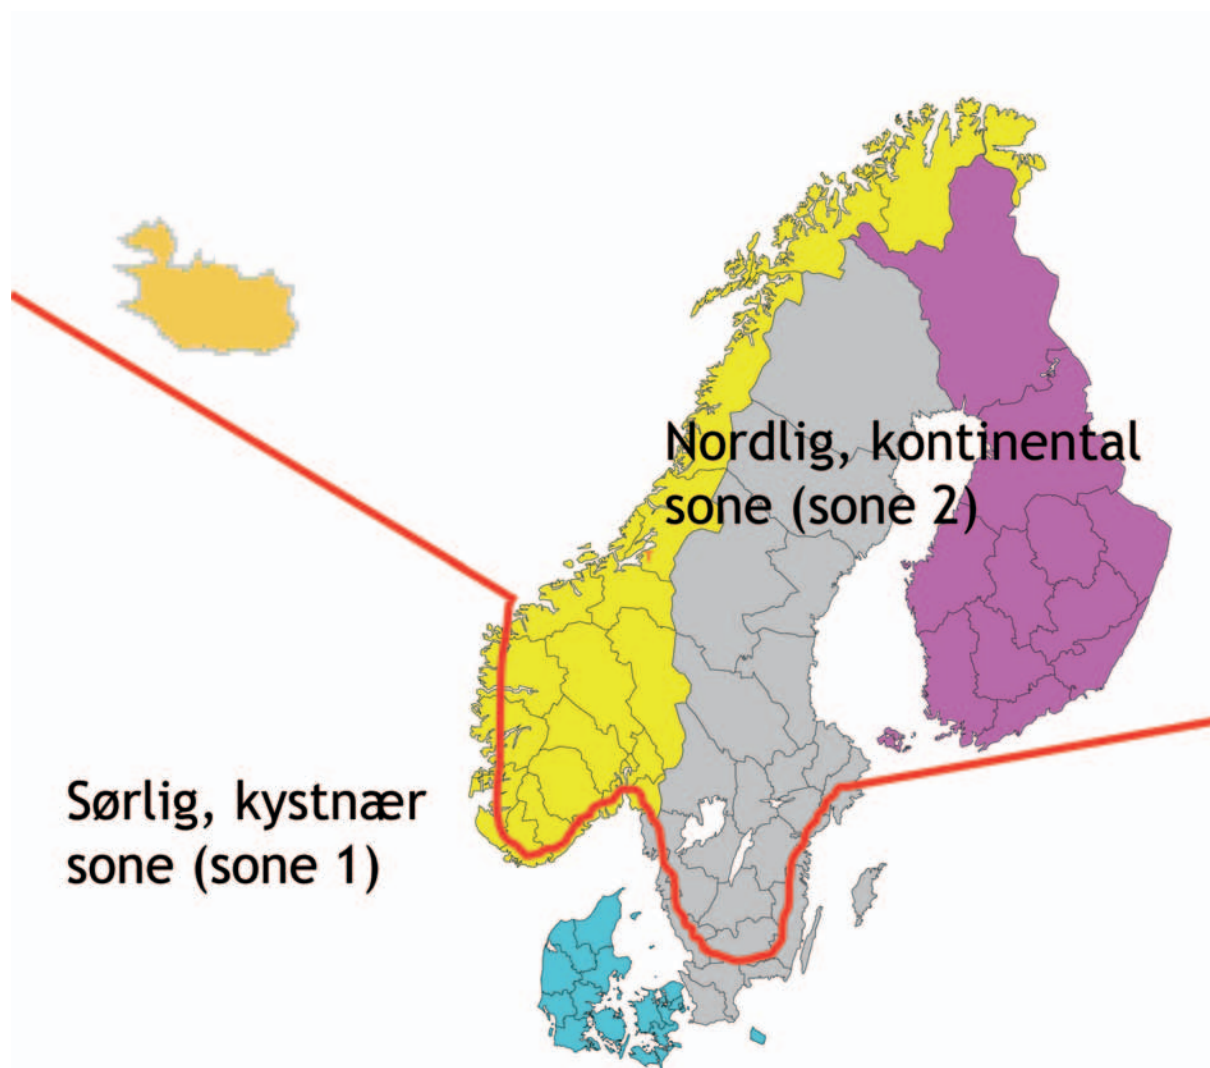 Nordlig, kontinental
sone (sone 2)
Sørlig, kystnær
sone (sone 1)